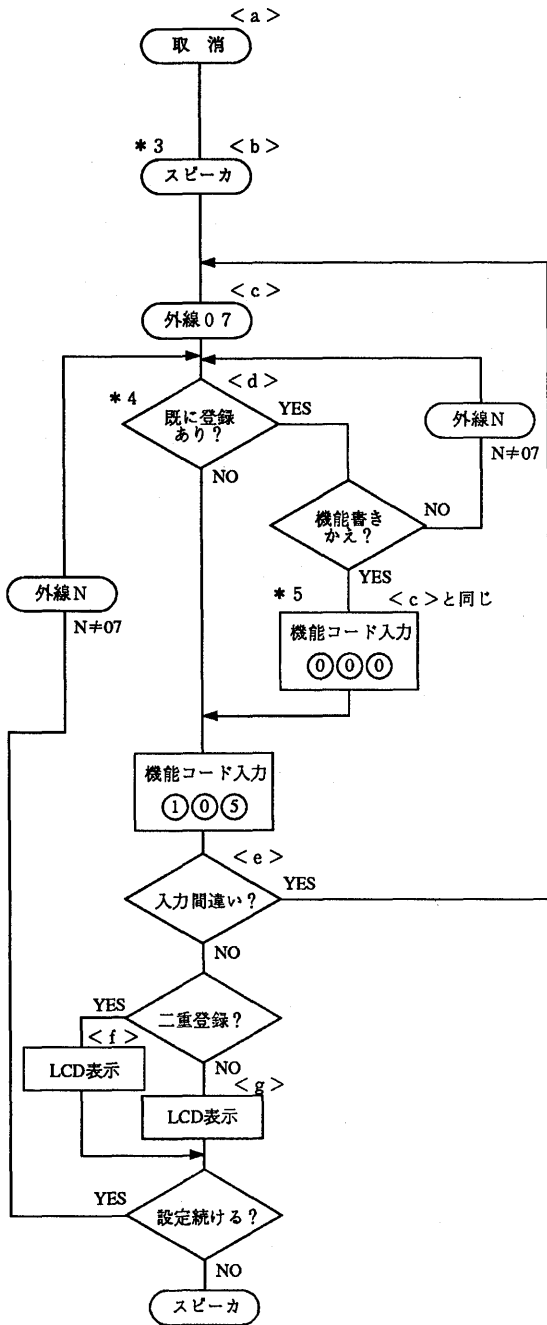 <a>
取 消
*3 <b>
スピーカ
<c>
外線07
*4 <d>
既に登録
あり?
YES
NO
外線N
N≠07
機能書き
かえ?
NO
YES
*5 <c>と同じ
機能コード入力
⓪⓪⓪
外線N
N≠07
機能コード入力
①⓪⑤
<e>
入力間違い?
YES
NO
二重登録?
YES
NO
<f>
LCD表示
<g>
LCD表示
設定続ける?
YES
NO
スピーカ